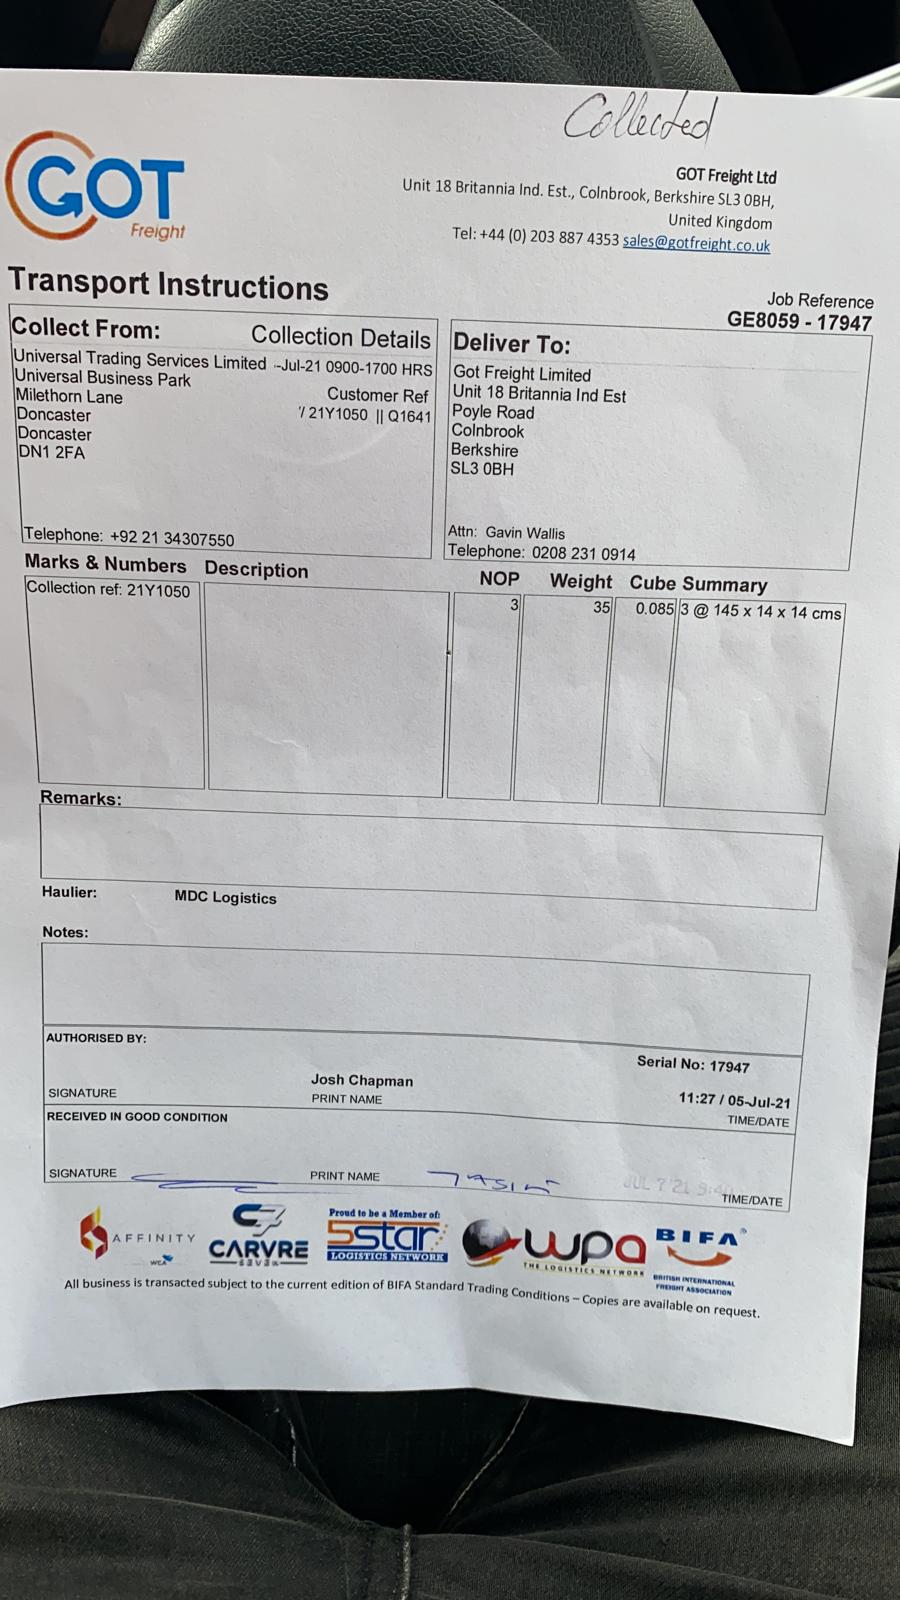 Collected
GOT
Freight
GOT Freight Ltd
Unit 18 Britannia Ind. Est., Colnbrook, Berkshire SL3 0BH,
United Kingdom
Tel: +44 (0) 203 887 4353 sales@gotfreight.co.uk
Transport Instructions
Job Reference
GE8059 - 17947
Collect From: Collection Details
Universal Trading Services Limited --Jul-21 0900-1700 HRS
Universal Business Park
Milethorn Lane Customer Ref
Doncaster '/ 21Y1050 || Q1641
Doncaster
DN1 2FA
Telephone: +92 21 34307550
Deliver To:
Got Freight Limited
Unit 18 Britannia Ind Est
Poyle Road
Colnbrook
Berkshire
SL3 0BH
Attn: Gavin Wallis
Telephone: 0208 231 0914
Marks & Numbers Description NOP Weight Cube Summary
Collection ref: 21Y1050 3 35 0.085 3 @ 145 x 14 x 14 cms
Remarks:
Haulier: MDC Logistics
Notes:
AUTHORISED BY:
Serial No: 17947
Josh Chapman 11:27 / 05-Jul-21
SIGNATURE PRINT NAME TIME/DATE
RECEIVED IN GOOD CONDITION
SIGNATURE PRINT NAME JUL 7'21 TIME/DATE
AFFINITY
WCA
CARVRE
SEVEN
Proud to be a Member of:
5star
LOGISTICS NETWORK
wpa
THE LOGISTICS NETWORK
BIFA
BRITISH INTERNATIONAL
FREIGHT ASSOCIATION
All business is transacted subject to the current edition of BIFA Standard Trading Conditions – Copies are available on request.